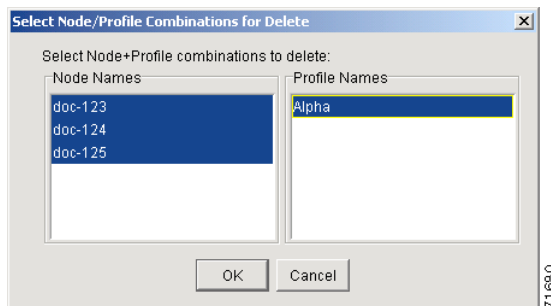 Select Node/Profile Combinations for Delete
Select Node+Profile combinations to delete:
Node Names
Profile Names
doc-123
doc-124
doc-125
Alpha
OK
Cancel
71680